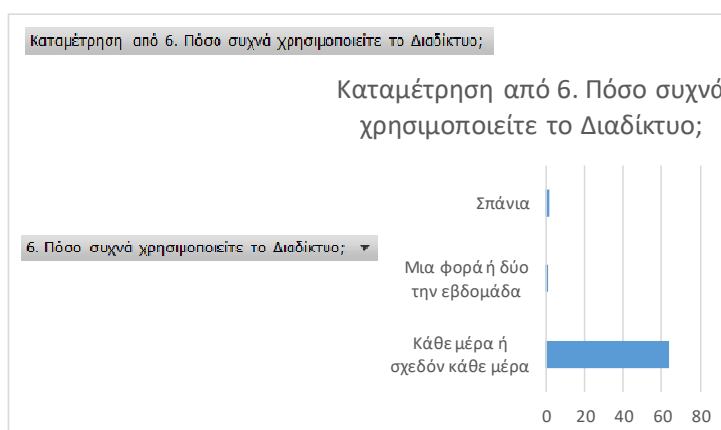 Καταμέτρηση από 6. Πόσο συχνά χρησιμοποιείτε το Διαδίκτυο;
Καταμέτρηση από 6. Πόσο συχνά
χρησιμοποιείτε το Διαδίκτυο;
Σπάνια
6. Πόσο συχνά χρησιμοποιείτε το Διαδίκτυο;
Μια φορά ή δύο
την εβδομάδα
Κάθε μέρα ή
σχεδόν κάθε μέρα
0 20 40 60 80